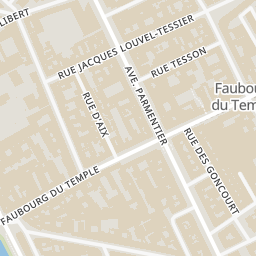 LIBERT
RUE JACQUES LOUVEL-TESSIER
AVE. PARMENTIER
RUE TESSON
RUE D'AIX
Faubou
du Temp
RUE DES GONCOURT
FAUBOURG DU TEMPLE